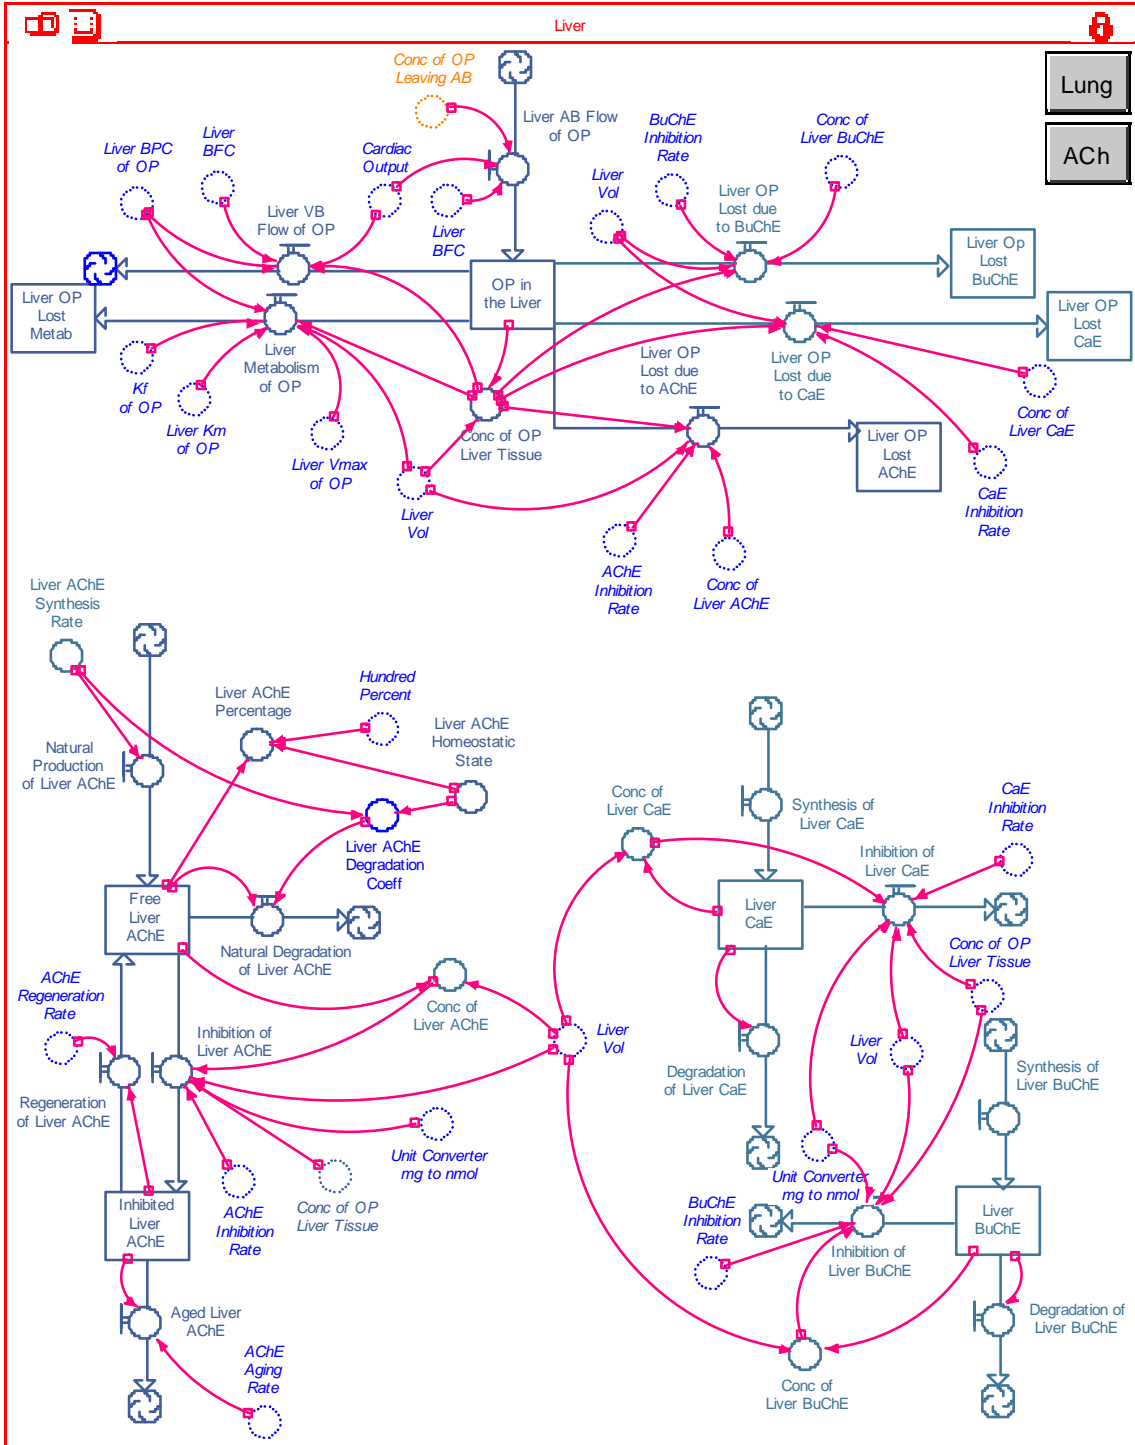 Liver
Lung
ACh
Conc of OP
Leaving AB
Liver AB Flow
of OP
Liver BPC
of OP
Liver
BFC
Cardiac
Output
Liver
BFC
Liver VB
Flow of OP
Liver
Vol
BuChE
Inhibition
Rate
Conc of
Liver BuChE
Liver OP
Lost due
to BuChE
Liver Op
Lost
BuChE
Liver OP
Lost
Metab
OP in
the Liver
Liver OP
Lost
CaE
Liver
Metabolism
of OP
Liver OP
Lost due
to AChE
Liver OP
Lost due
to CaE
Kf
of OP
Liver Km
of OP
Liver Vmax
of OP
Conc of OP
Liver Tissue
Liver
Vol
Liver OP
Lost
AChE
Conc of
Liver CaE
CaE
Inhibition
Rate
AChE
Inhibition
Rate
Conc of
Liver AChE
Liver AChE
Synthesis
Rate
Natural
Production
of Liver AChE
Liver AChE
Percentage
Hundred
Percent
Liver AChE
Homeostatic
State
Liver AChE
Degradation
Coeff
Free
Liver
AChE
Natural Degradation
of Liver AChE
AChE
Regeneration
Rate
Inhibition of
Liver AChE
Conc of
Liver AChE
Liver
Vol
Regeneration
of Liver AChE
Unit Converter
mg to nmol
Inhibited
Liver
AChE
AChE
Inhibition
Rate
Conc of OP
Liver Tissue
Aged Liver
AChE
AChE
Aging
Rate
Conc of
Liver CaE
Synthesis of
Liver CaE
CaE
Inhibition
Rate
Inhibition of
Liver CaE
Liver
CaE
Conc of OP
Liver Tissue
Degradation
of Liver CaE
Liver
Vol
Synthesis of
Liver BuChE
Unit Converter
mg to nmol
BuChE
Inhibition
Rate
Inhibition of
Liver BuChE
Liver
BuChE
Degradation of
Liver BuChE
Conc of
Liver BuChE